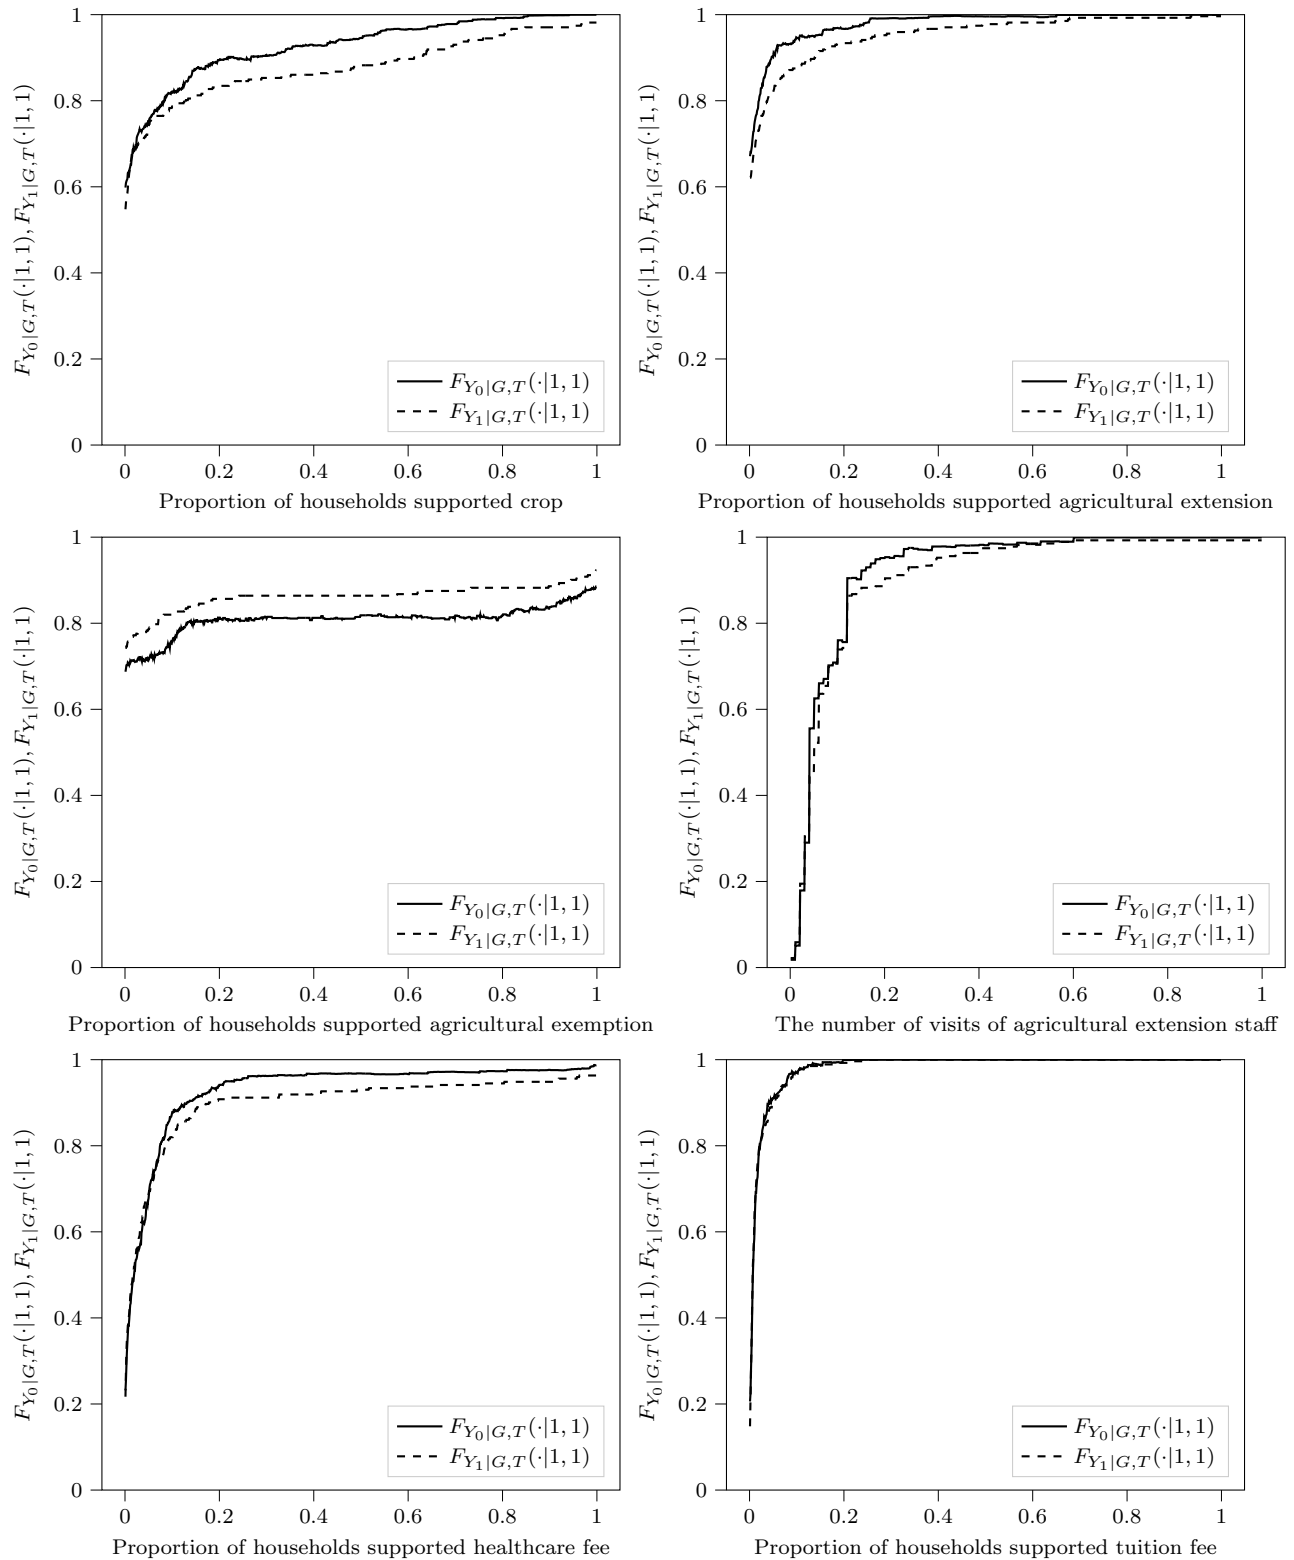 1
0.8
0.6
0.4
0.2
0
F_{Y_0|G,T}(·|1, 1), F_{Y_1|G,T}(·|1, 1)
F_{Y_0|G,T}(·|1, 1)
F_{Y_1|G,T}(·|1, 1)
0 0.2 0.4 0.6 0.8 1
Proportion of households supported crop
1
0.8
0.6
0.4
0.2
0
F_{Y_0|G,T}(·|1, 1), F_{Y_1|G,T}(·|1, 1)
F_{Y_0|G,T}(·|1, 1)
F_{Y_1|G,T}(·|1, 1)
0 0.2 0.4 0.6 0.8 1
Proportion of households supported agricultural extension
1
0.8
0.6
0.4
0.2
0
F_{Y_0|G,T}(·|1, 1), F_{Y_1|G,T}(·|1, 1)
F_{Y_0|G,T}(·|1, 1)
F_{Y_1|G,T}(·|1, 1)
0 0.2 0.4 0.6 0.8 1
Proportion of households supported agricultural exemption
1
0.8
0.6
0.4
0.2
0
F_{Y_0|G,T}(·|1, 1), F_{Y_1|G,T}(·|1, 1)
F_{Y_0|G,T}(·|1, 1)
F_{Y_1|G,T}(·|1, 1)
0 0.2 0.4 0.6 0.8 1
The number of visits of agricultural extension staff
1
0.8
0.6
0.4
0.2
0
F_{Y_0|G,T}(·|1, 1), F_{Y_1|G,T}(·|1, 1)
F_{Y_0|G,T}(·|1, 1)
F_{Y_1|G,T}(·|1, 1)
0 0.2 0.4 0.6 0.8 1
Proportion of households supported healthcare fee
1
0.8
0.6
0.4
0.2
0
F_{Y_0|G,T}(·|1, 1), F_{Y_1|G,T}(·|1, 1)
F_{Y_0|G,T}(·|1, 1)
F_{Y_1|G,T}(·|1, 1)
0 0.2 0.4 0.6 0.8 1
Proportion of households supported tuition fee